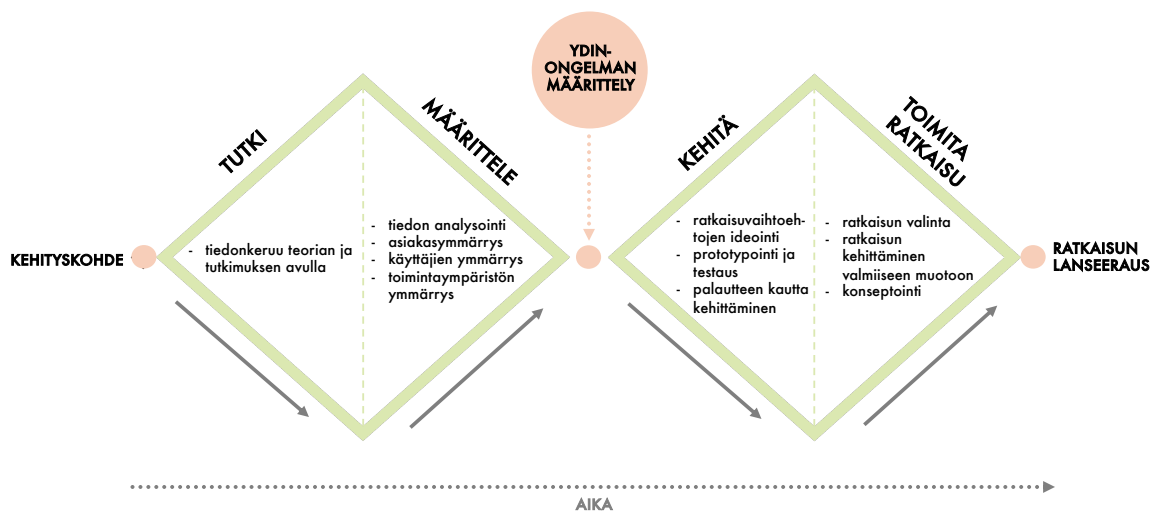 YDIN-
ONGELMAN
MÄÄRITTELY
TUTKI
MÄÄRITTELE
KEHITÄ
TOIMITA
RATKAISU
KEHITYSKOHDE
- tiedonkeruu teorian ja
tutkimuksen avulla
- tiedon analysointi
- asiakasymmärrys
- käyttäjien ymmärrys
- toimintaympäristön
ymmärrys
- ratkaisuvaihtoeh-
tojen ideointi
- prototypointi ja
testaus
- palautteen kautta
kehittäminen
- ratkaisun valinta
- ratkaisun
kehittäminen
valmiiseen muotoon
- konseptointi
RATKAISUN
LANSEERAUS
AIKA